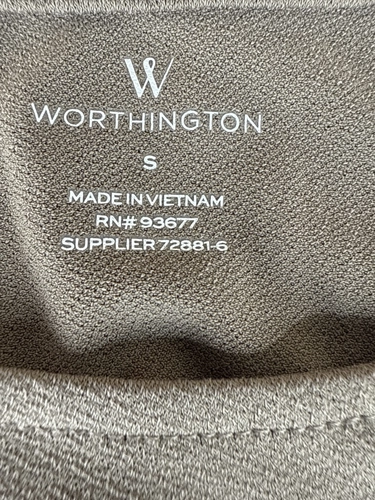 W
WORTHINGTON
S
MADE IN VIETNAM
RN# 93677
SUPPLIER 72881-6